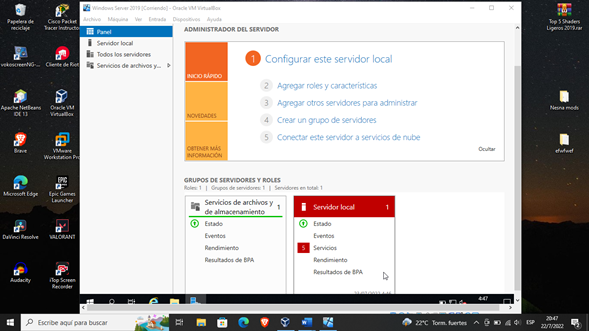 Windows Server 2019 [Corriendo] - Oracle VM VirtualBox
Archivo Máquina Ver Entrada Dispositivos Ayuda
Panel
Servidor local
Todos los servidores
Servicios de archivos y...
ADMINISTRADOR DEL SERVIDOR
INICIO RÁPIDO
NOVEDADES
OBTENER MÁS
INFORMACIÓN
1 Configurar este servidor local
2 Agregar roles y características
3 Agregar otros servidores para administrar
4 Crear un grupo de servidores
5 Conectar este servidor a servicios de nube
Ocultar
GRUPOS DE SERVIDORES Y ROLES
Roles: 1 | Grupos de servidores: 1 | Servidores en total: 1
Servicios de archivos y
de almacenamiento 1
Estado
Eventos
Rendimiento
Resultados de BPA
Servidor local 1
Estado
Eventos
5 Servicios
Rendimiento
Resultados de BPA
4:47
Papelera de
reciclaje
Cisco Packet
Tracer Instructor
vokoscreenNG-...
Cliente de Riot
Apache NetBeans
IDE 13
Oracle VM
VirtualBox
Brave
VMware
Workstation Pro
Microsoft Edge
Epic Games
Launcher
DaVinci Resolve
VALORANT
Audacity
iTop Screen
Recorder
Top 5 Shaders
Ligeros 2019.rar
Nesna mods
efwfwef
Escribe aquí para buscar
22°C Torm. fuertes
ESP
20:47
22/7/2022